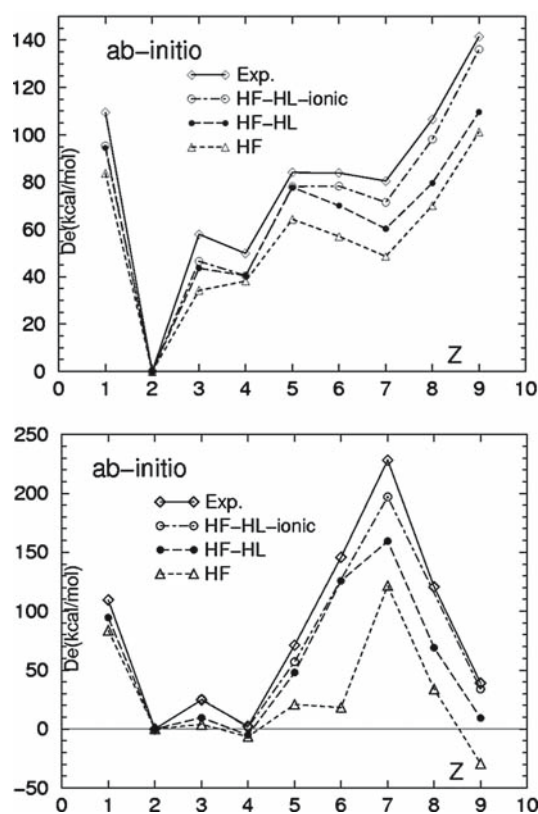 ab-initio
Exp.
HF-HL-ionic
HF-HL
HF
De(kcal/mol)
140
120
100
80
60
40
20
0
Z
0 1 2 3 4 5 6 7 8 9 10
ab-initio
Exp.
HF-HL-ionic
HF-HL
HF
De(kcal/mol)
250
200
150
100
50
0
−50
Z
0 1 2 3 4 5 6 7 8 9 10